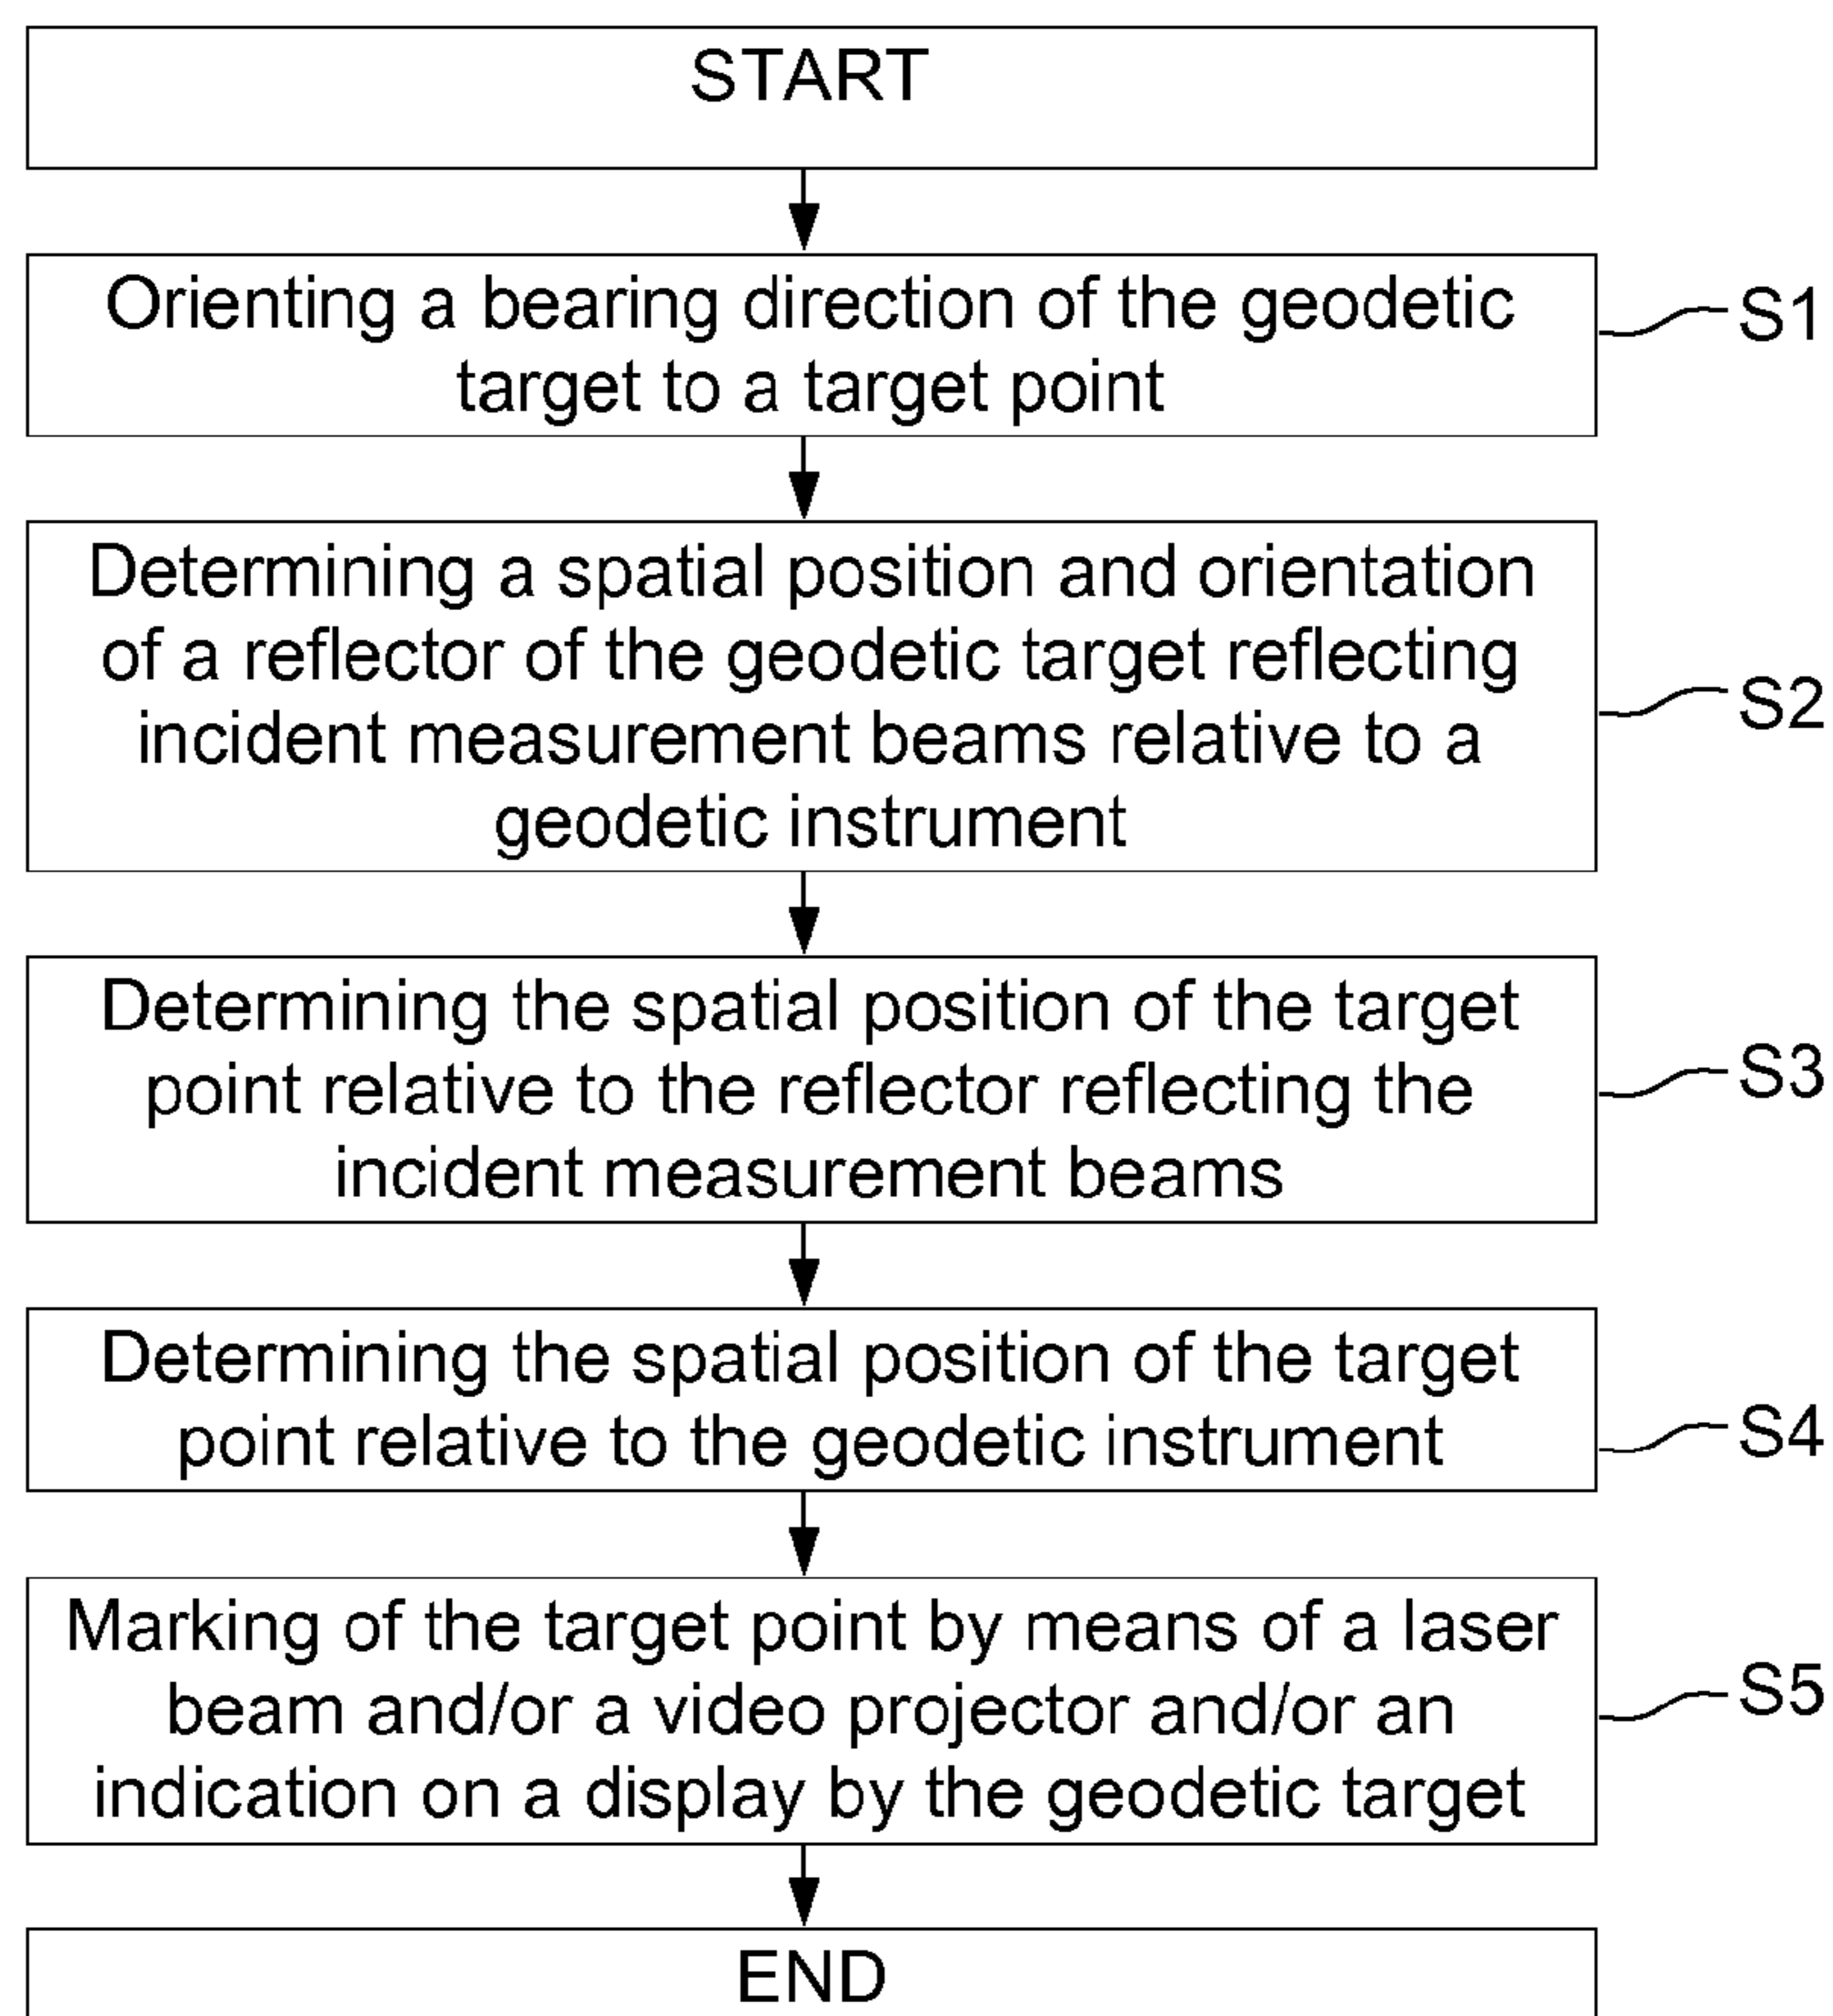 START
Orienting a bearing direction of the geodetic
target to a target point
S1
Determining a spatial position and orientation
of a reflector of the geodetic target reflecting
incident measurement beams relative to a
geodetic instrument
S2
Determining the spatial position of the target
point relative to the reflector reflecting the
incident measurement beams
S3
Determining the spatial position of the target
point relative to the geodetic instrument
S4
Marking of the target point by means of a laser
beam and/or a video projector and/or an
indication on a display by the geodetic target
S5
END